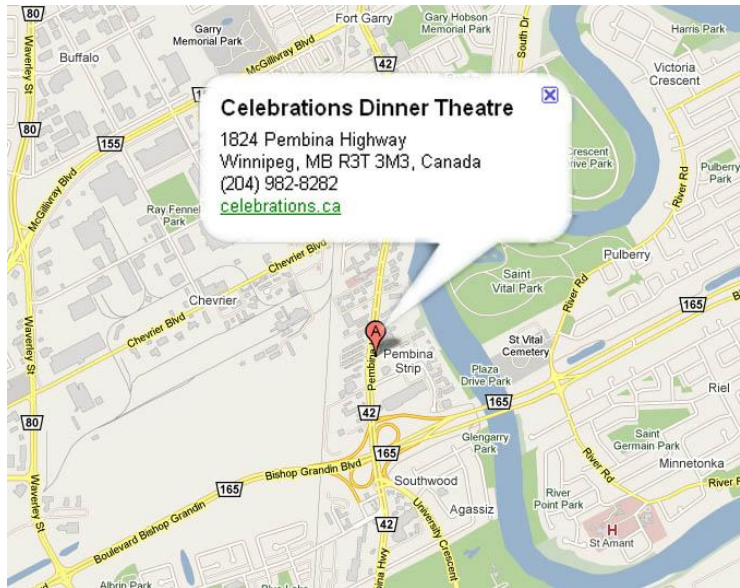 80
Waverley St
Buffalo
Garry
Memorial Park
McGillivray Blvd
Fort Garry
42
Gary Hobson
Memorial Park
South Dr
Harris Park
Victoria
Crescent
Celebrations Dinner Theatre
1824 Pembina Highway
Winnipeg, MB R3T 3M3, Canada
(204) 982-8282
celebrations.ca
80
155
Crescent
Drive Park
River Rd
Pulberry
Park
McGillivray Blvd
Ray Fennel
Park
Chevrier Blvd
Pulberry
Saint
Vital Park
River Rd
Chevrier
165
Chevrier Blvd
Waverley St
A
Pembina
Pembina
Strip
St Vital
Cemetery
Plaza
Drive Park
Riel
80
42
165
Glengarry
Park
Saint
Germain Park
165
Bishop Grandin Blvd
Minnetonka
165
Southwood
River Rd
River
Waverley St
River
Point Park
Agassiz
University
Crescent
H
St Amant
42
Boulevard Bishop Grandin
Albrin Park